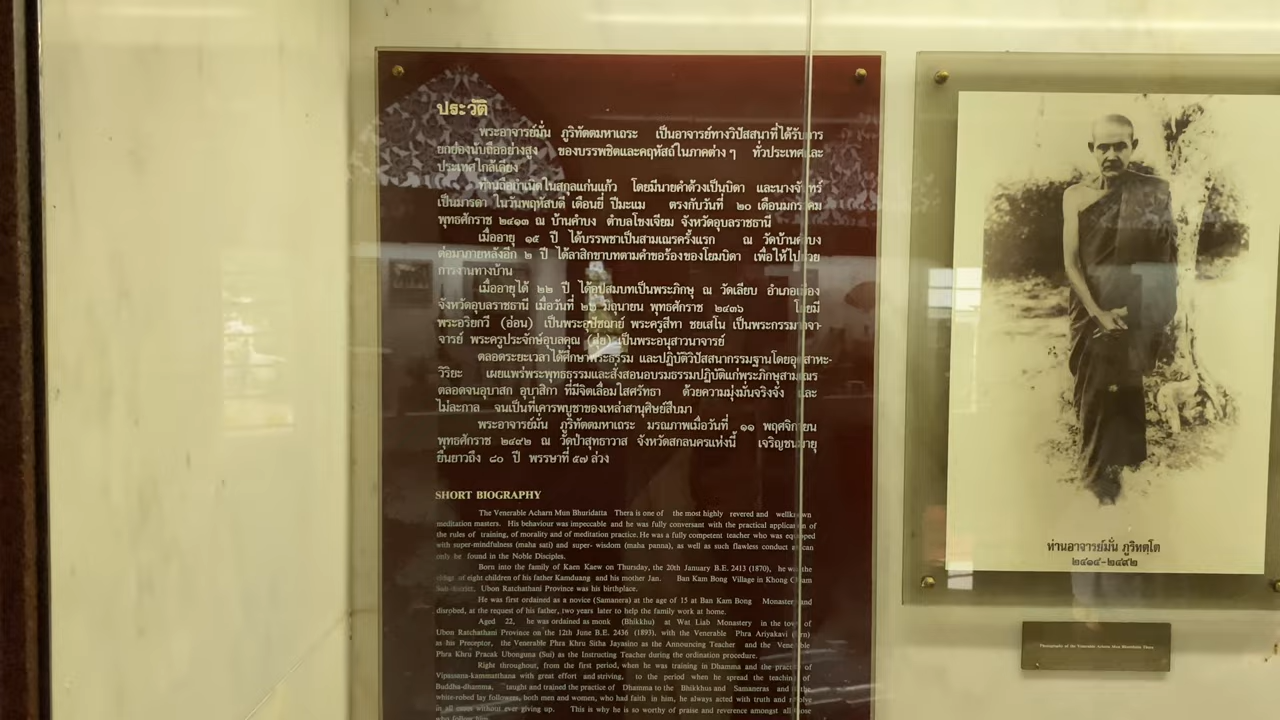 ประวัติ
พระอาจารย์มั่น ภูริทัตตมหาเถระ เป็นอาจารย์ทางวิปัสสนาที่ได้รับการ
ยกย่องนับถืออย่างสูง ของบรรพชิตและคฤหัสถ์ในภาคต่าง ๆ ทั่วประเทศและ
ประเทศใกล้เคียง
ท่านถือกำเนิดในสกุลแก่นแก้ว โดยมีนายคำด้วงเป็นบิดา และนางจันทร์
เป็นมารดา ในวันพฤหัสบดี เดือนยี่ ปีมะแม ตรงกับวันที่ ๒๐ เดือนมกราคม
พุทธศักราช ๒๔๑๓ ณ บ้านคำบง ตำบลโขงเจียม จังหวัดอุบลราชธานี
เมื่ออายุ ๑๕ ปี ได้บรรพชาเป็นสามเณรครั้งแรก ณ วัดบ้านคำบง
ต่อมาภายหลังอีก ๒ ปี ได้ลาสิกขาบทตามคำขอร้องของโยมบิดา เพื่อให้ไปช่วย
การงานทางบ้าน
เมื่ออายุได้ ๒๒ ปี ได้อุปสมบทเป็นพระภิกษุ ณ วัดเลียบ อำเภอเมือง
จังหวัดอุบลราชธานี เมื่อวันที่ มิถุนายน พุทธศักราช ๒๔๓๖ โดยมี
พระอริยกวี (อ่อน) เป็นพระอุปัชฌาย์ พระครูสีทา ชยเสโน เป็นพระกรรมวาจา-
จารย์ พระครูประจักษ์อุบลคุณ (สุ่ย) เป็นพระอนุสาวนาจารย์
ตลอดระยะเวลาได้ศึกษาพระธรรม และปฏิบัติวิปัสสนากรรมฐานโดยอุตสาหะ-
วิริยะ เผยแพร่พระพุทธธรรมและสั่งสอนอบรมธรรมปฏิบัติแก่พระภิกษุสามเณร
ตลอดจนอุบาสก อุบาสิกา ที่มีจิตเลื่อมใสศรัทธา ด้วยความมุ่งมั่นจริงจัง และ
ไม่ละกาล จนเป็นที่เคารพบูชาของเหล่าสานุศิษย์สืบมา
พระอาจารย์มั่น ภูริทัตตมหาเถระ มรณภาพเมื่อวันที่ ๑๑ พฤศจิกายน
พุทธศักราช ๒๔๙๒ ณ วัดป่าสุทธาวาส จังหวัดสกลนครแห่งนี้ เจริญชนมายุ
ยืนยาวถึง ๘๐ ปี พรรษาที่ ๕๗ ล่วง
SHORT BIOGRAPHY
The Venerable Acharn Mun Bhuridatta Thera is one of the most highly revered and wellknown
meditation masters. His behaviour was impeccable and he was fully conversant with the practical application of
the rules of training, of morality and of meditation practice. He was a fully competent teacher who was equipped
with super-mindfulness (maha sati) and super- wisdom (maha panna), as well as such flawless conduct as can
only be found in the Noble Disciples.
Born into the family of Kaen Kaew on Thursday, the 20th January B.E. 2413 (1870), he was the
of eight children of his father Kamduang and his mother Jan. Ban Kam Bong Village in Khong Chiam
Sub-district, Ubon Ratchathani Province was his birthplace.
He was first ordained as a novice (Samanera) at the age of 15 at Ban Kam Bong Monastery and
disrobed, at the request of his father, two years later to help the family work at home.
Aged 22, he was ordained as monk (Bhikkhu) at Wat Liab Monastery in the town of
Ubon Ratchathani Province on the 12th June B.E. 2436 (1893), with the Venerable Phra Ariyakavi (Orn)
as his Preceptor, the Venerable Phra Khru Sitha Jayasino as the Announcing Teacher and the Venerable
Phra Khru Pracak Ubonguna (Sui) as the Instructing Teacher during the ordination procedure.
Right throughout, from the first period, when he was training in Dhamma and the practice of
Vipassana-kammatthana with great effort and striving, to the period when he spread the teaching of
Buddha-dhamma, taught and trained the practice of Dhamma to the Bhikkhus and Samaneras and the
white-robed lay followers, both men and women, who had faith in him, he always acted with truth and resolve
in all ways without ever giving up. This is why he is so worthy of praise and reverence amongst all those
who follow him.
ท่านอาจารย์มั่น ภูริทตฺโต
๒๔๑๔-๒๔๙๒
Photography of the Venerable Acharn Mun Bhuridatta Thera